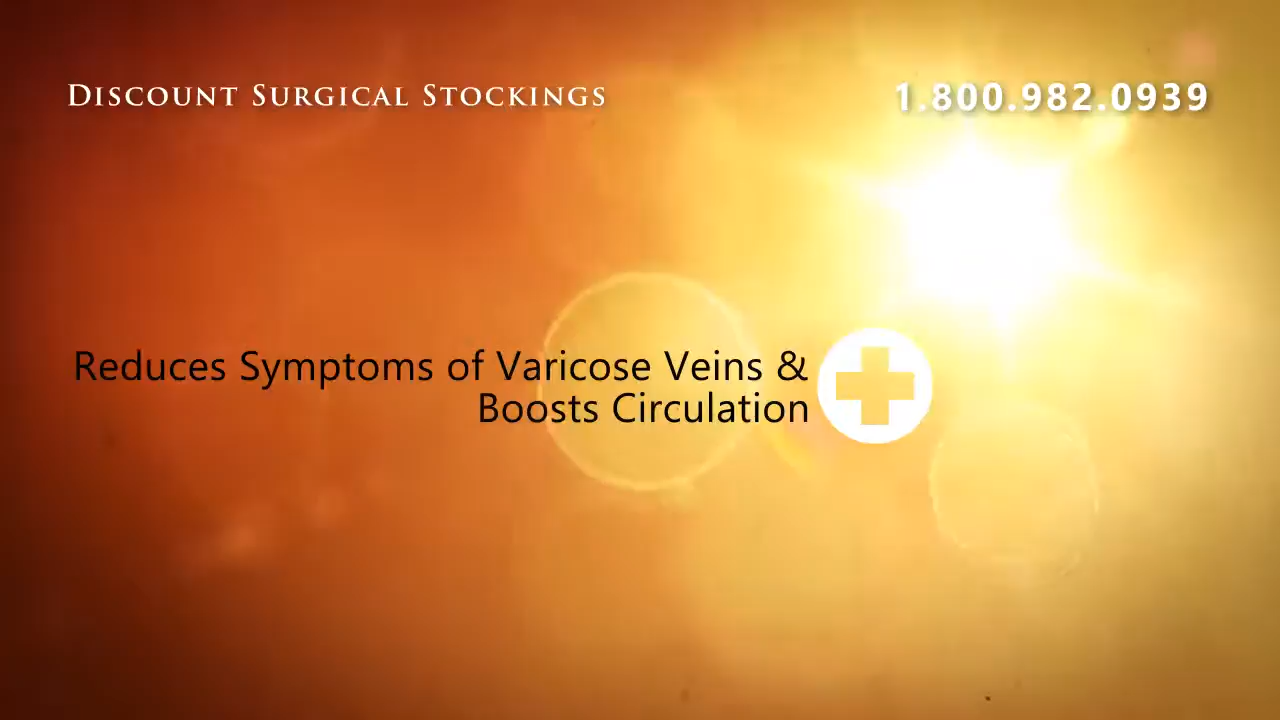 DISCOUNT SURGICAL STOCKINGS
1.800.982.0939
Reduces Symptoms of Varicose Veins &
Boosts Circulation